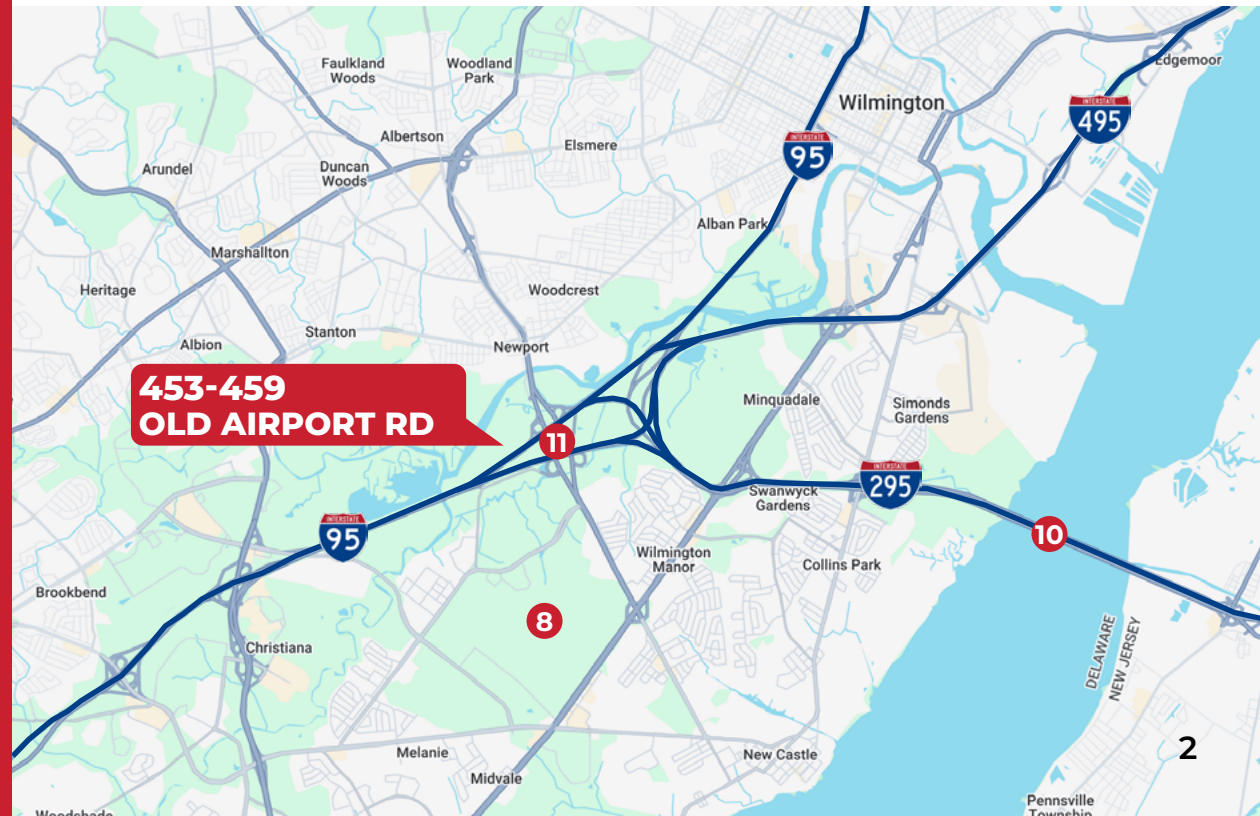 Edgemoor
Faulkland
Woods
Woodland
Park
Wilmington
INTERSTATE
495
Albertson
INTERSTATE
95
Elsmere
Arundel
Duncan
Woods
Alban Park
Marshallton
Heritage
Woodcrest
Stanton
Albion
Newport
453-459
OLD AIRPORT RD
Minquadale
Simonds
Gardens
11
INTERSTATE
295
Swanwyck
Gardens
INTERSTATE
95
10
Wilmington
Manor
Collins Park
Brookbend
8
Christiana
DELAWARE
NEW JERSEY
Melanie
New Castle
2
Midvale
Pennsville
Township
Woodshade